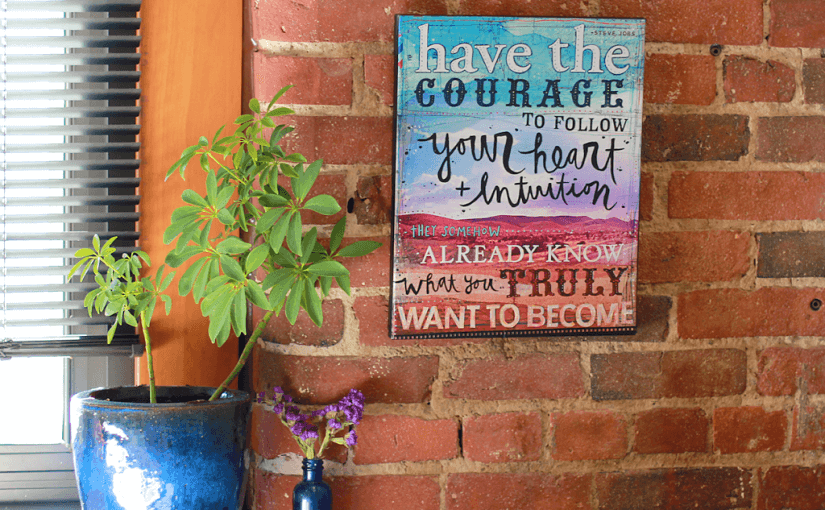 -STEVE JOBS
have the
COURAGE
TO FOLLOW
your heart
+ Intuition
THEY SOMEHOW
ALREADY KNOW
what you TRULY
WANT TO BECOME